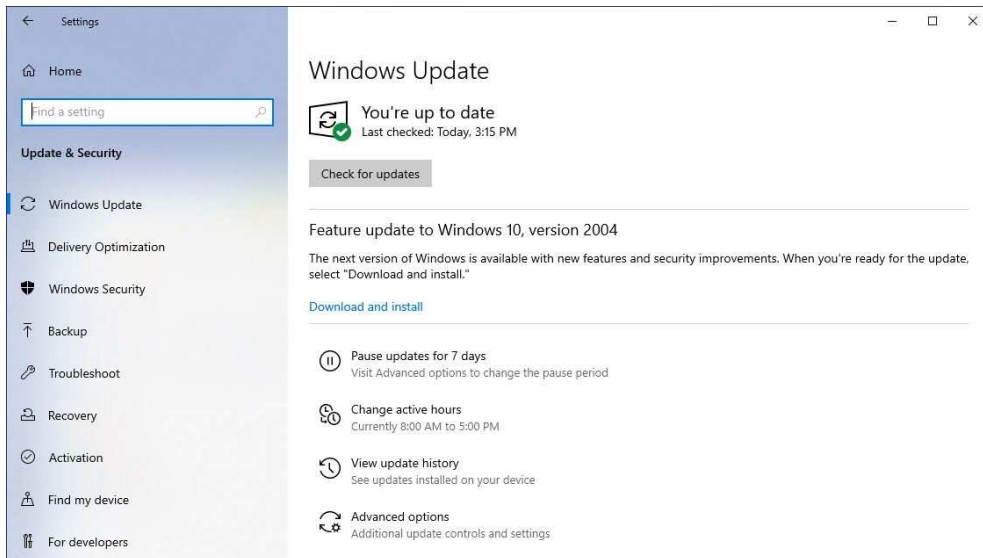 Settings
Home
Find a setting
Update & Security
Windows Update
Delivery Optimization
Windows Security
Backup
Troubleshoot
Recovery
Activation
Find my device
For developers
Windows Update
You're up to date
Last checked: Today, 3:15 PM
Check for updates
Feature update to Windows 10, version 2004
The next version of Windows is available with new features and security improvements. When you're ready for the update,
select "Download and install."
Download and install
Pause updates for 7 days
Visit Advanced options to change the pause period
Change active hours
Currently 8:00 AM to 5:00 PM
View update history
See updates installed on your device
Advanced options
Additional update controls and settings